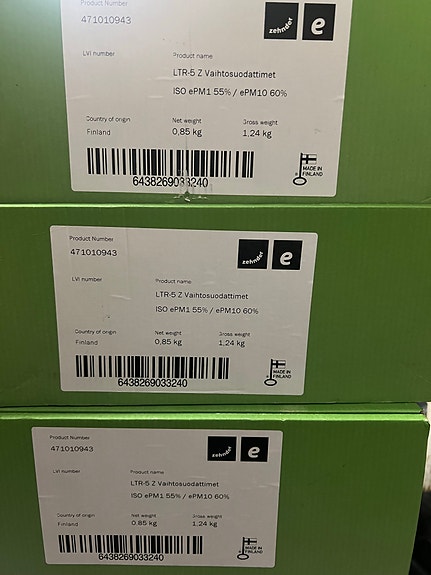 Product Number
471010943
zehnder
e
LVI number
Product name
LTR-5 Z Vaihtosuodattimet
ISO ePM1 55% / ePM10 60%
Country of origin
Net weight
Gross weight
Finland
0,85 kg
1,24 kg
6438269033240
MADE IN
FINLAND
Product Number
471010943
zehnder
e
LVI number
Product name
LTR-5 Z Vaihtosuodattimet
ISO ePM1 55% / ePM10 60%
Country of origin
Net weight
Gross weight
Finland
0,85 kg
1,24 kg
6438269033240
MADE IN
FINLAND
Product Number
471010943
zehnder
e
LVI number
Product name
LTR-5 Z Vaihtosuodattimet
ISO ePM1 55% / ePM10 60%
Country of origin
Net weight
Gross weight
Finland
0,85 kg
1,24 kg
6438269033240
MADE IN
FINLAND